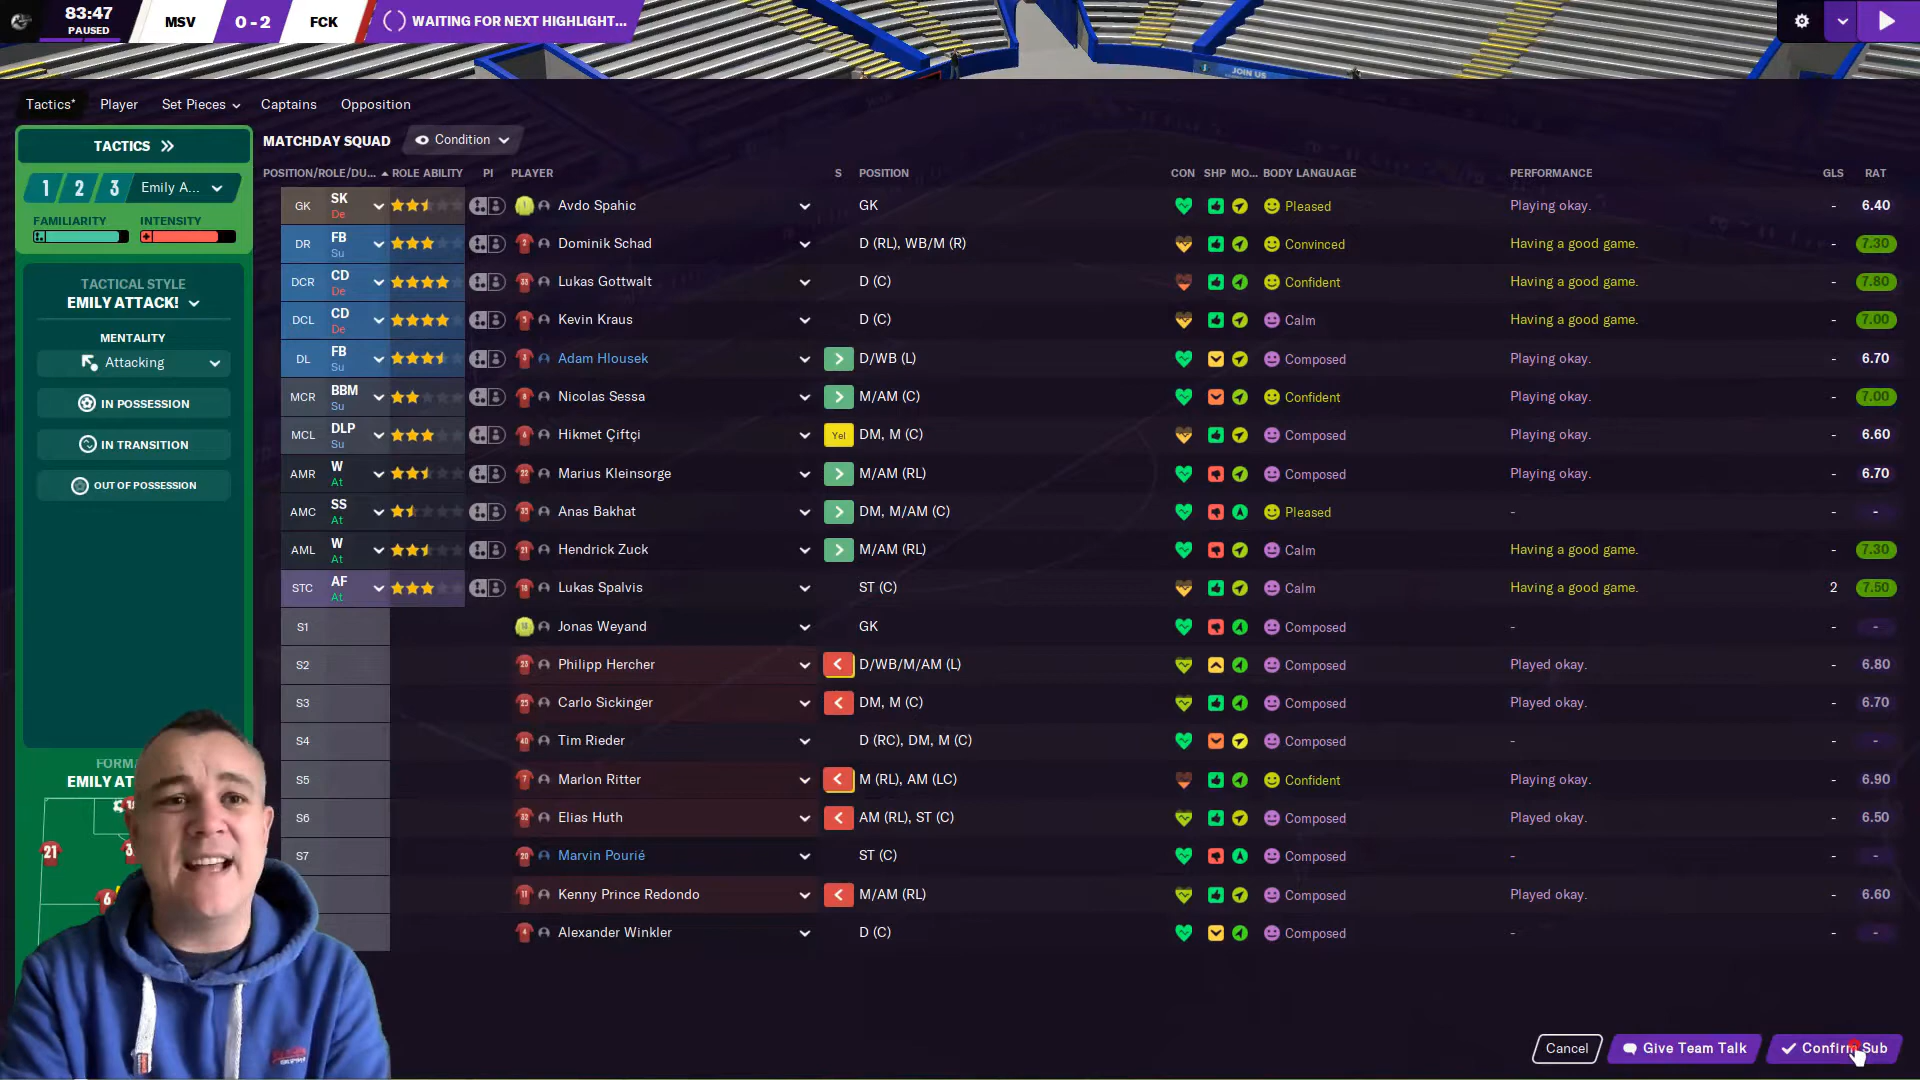 83:47
PAUSED
MSV 0 - 2 FCK WAITING FOR NEXT HIGHLIGHT...
JOIN US
Tactics* Player Set Pieces Captains Opposition
TACTICS
1 2 3 Emily A...
FAMILIARITY INTENSITY
TACTICAL STYLE
EMILY ATTACK!
MENTALITY
Attacking
IN POSSESSION
IN TRANSITION
OUT OF POSSESSION
FORMA
EMILY AT
21
6
MATCHDAY SQUAD Condition
POSITION/ROLE/DU... ROLE ABILITY PI PLAYER S POSITION CON SHP MO... BODY LANGUAGE PERFORMANCE GLS RAT
GK SK De Avdo Spahic GK Pleased Playing okay. - 6.40
DR FB Su Dominik Schad D (RL), WB/M (R) Convinced Having a good game. - 7.30
DCR CD De Lukas Gottwalt D (C) Confident Having a good game. - 7.80
DCL CD De Kevin Kraus D (C) Calm Having a good game. - 7.00
DL FB Su Adam Hlousek D/WB (L) Composed Playing okay. - 6.70
MCR BBM Su Nicolas Sessa M/AM (C) Confident Playing okay. - 7.00
MCL DLP Su Hikmet Çiftçi Yel DM, M (C) Composed Playing okay. - 6.60
AMR W At Marius Kleinsorge M/AM (RL) Composed Playing okay. - 6.70
AMC SS At Anas Bakhat DM, M/AM (C) Pleased - - -
AML W At Hendrick Zuck M/AM (RL) Calm Having a good game. - 7.30
STC AF At Lukas Spalvis ST (C) Calm Having a good game. 2 7.50
S1 Jonas Weyand GK Composed - - -
S2 Philipp Hercher D/WB/M/AM (L) Composed Played okay. - 6.80
S3 Carlo Sickinger DM, M (C) Composed Played okay. - 6.70
S4 Tim Rieder D (RC), DM, M (C) Composed - - -
S5 Marlon Ritter M (RL), AM (LC) Confident Playing okay. - 6.90
S6 Elias Huth AM (RL), ST (C) Composed Played okay. - 6.50
S7 Marvin Pourié ST (C) Composed - - -
Kenny Prince Redondo M/AM (RL) Composed Played okay. - 6.60
Alexander Winkler D (C) Composed - - -
Cancel Give Team Talk Confirm Sub